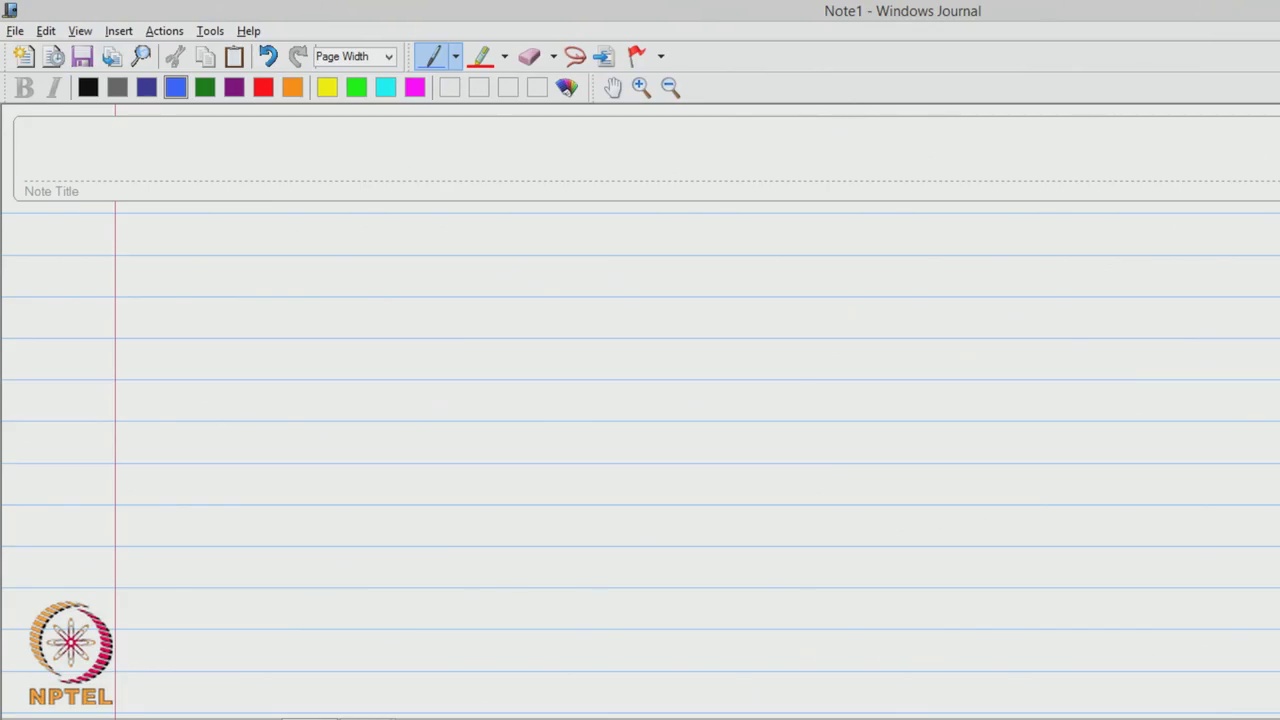 Note1 - Windows Journal
File Edit View Insert Actions Tools Help
Page Width
B I
Note Title
NPTEL